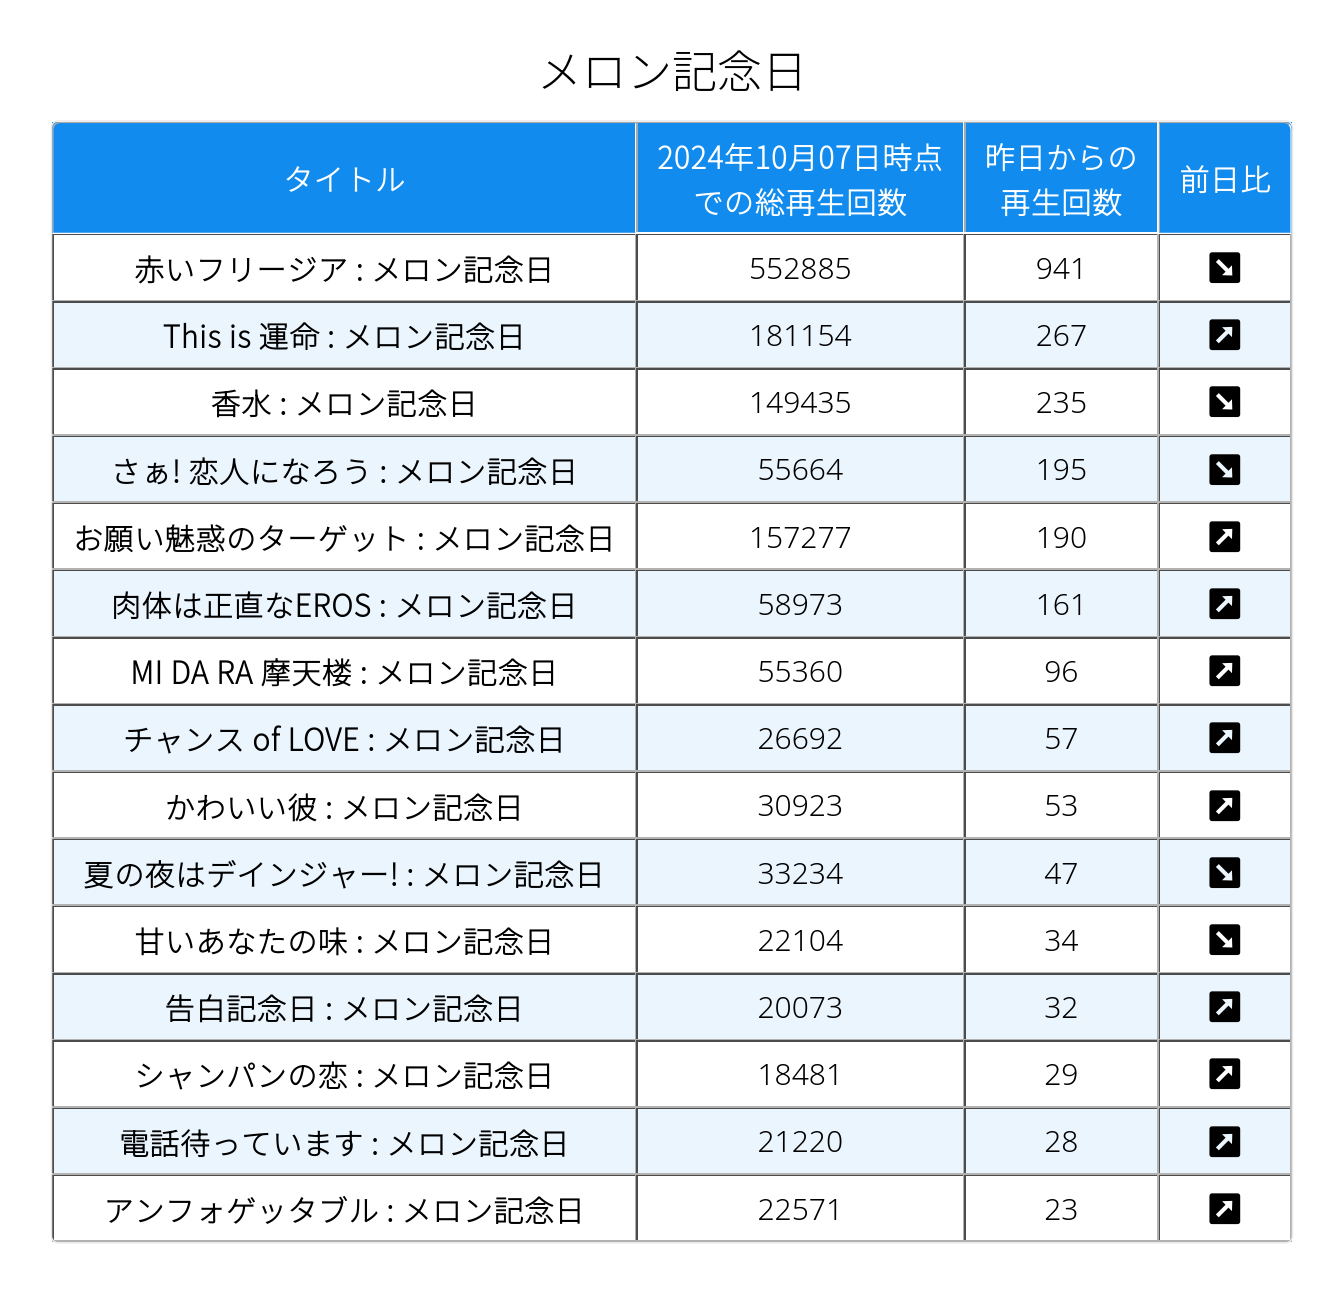 メロン記念日
タイトル
2024年10月07日時点
での総再生回数
昨日からの
再生回数
前日比
赤いフリージア : メロン記念日 552885 941 ↘
This is 運命 : メロン記念日 181154 267 ↗
香水 : メロン記念日 149435 235 ↘
さぁ! 恋人になろう : メロン記念日 55664 195 ↘
お願い魅惑のターゲット : メロン記念日 157277 190 ↗
肉体は正直なEROS : メロン記念日 58973 161 ↗
MI DA RA 摩天楼 : メロン記念日 55360 96 ↗
チャンス of LOVE : メロン記念日 26692 57 ↗
かわいい彼 : メロン記念日 30923 53 ↗
夏の夜はデインジャー! : メロン記念日 33234 47 ↘
甘いあなたの味 : メロン記念日 22104 34 ↘
告白記念日 : メロン記念日 20073 32 ↗
シャンパンの恋 : メロン記念日 18481 29 ↗
電話待っています : メロン記念日 21220 28 ↗
アンフォゲッタブル : メロン記念日 22571 23 ↗